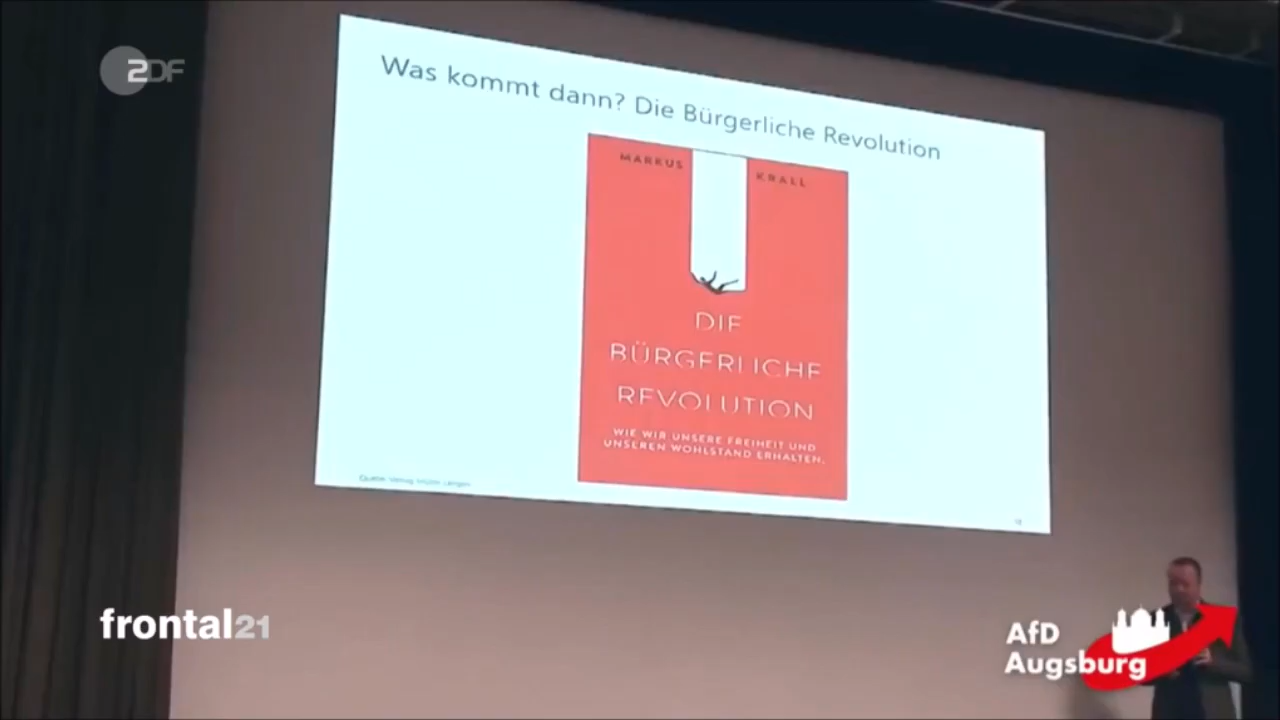 ZDF
Was kommt dann? Die Bürgerliche Revolution
MARKUS
KRALL
DIE
BÜRGERLICHE
REVOLUTION
WIE WIR UNSERE FREIHEIT UND
UNSEREN WOHLSTAND ERHALTEN.
frontal21
AfD
Augsburg